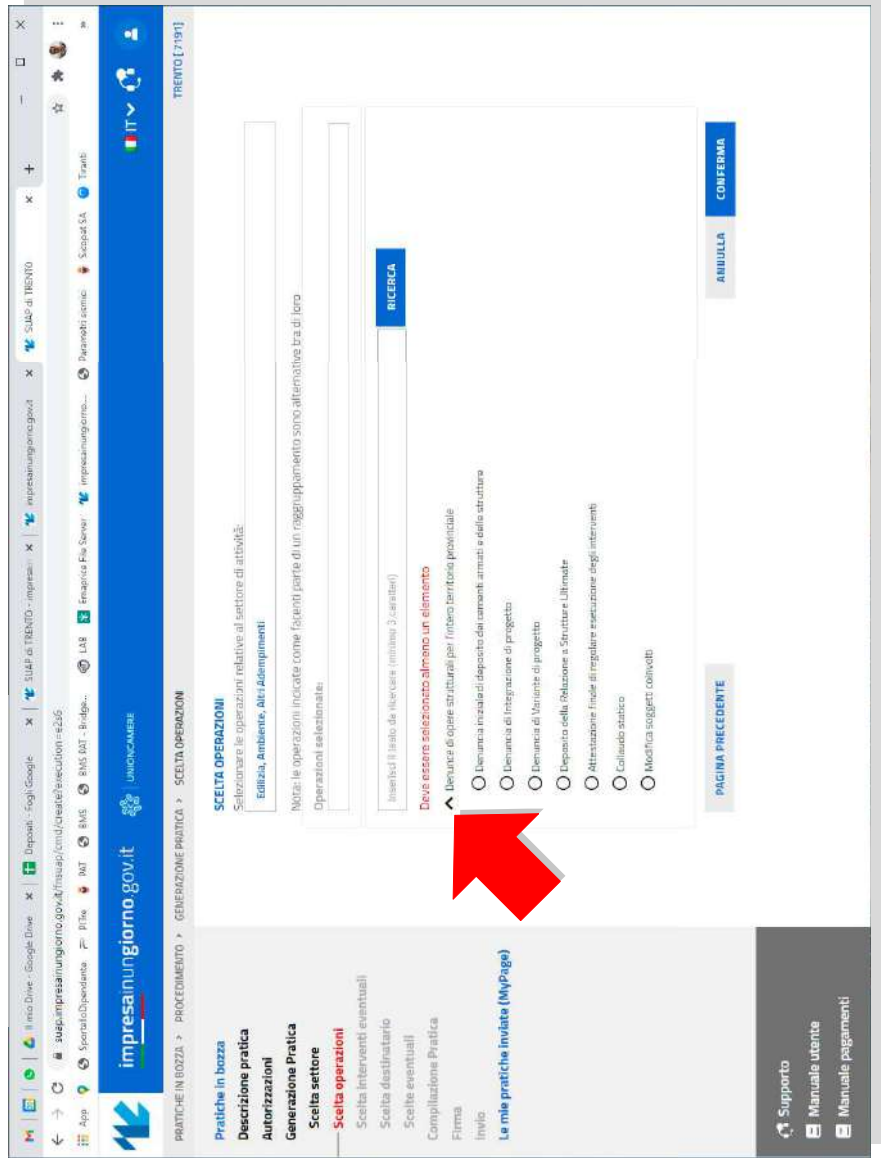 Il mio Drive - Google Drive
Depositi - Fogli Google
SUAP di TRENTO - impresai
impresainungiorno.gov.it
SUAP di TRENTO
suap.impresainungiorno.gov.it/fnsuap/cmd/create?execution=e2s6
App
SportelloDipendente
PITre
PAT
BMS
BMS PAT - Bridge...
LAB
Emaprice File Server
impresainungiorno...
Parametri sismici
Sicopat SA
Tiranti
impresainungiorno.gov.it
UNIONCAMERE
IT
PRATICHE IN BOZZA > PROCEDIMENTO > GENERAZIONE PRATICA > SCELTA OPERAZIONI
TRENTO [7191]
Pratiche in bozza
Descrizione pratica
Autorizzazioni
Generazione Pratica
Scelta settore
Scelta operazioni
Scelta interventi eventuali
Scelta destinatario
Scelte eventuali
Compilazione Pratica
Firma
Invio
Le mie pratiche inviate (MyPage)
SCELTA OPERAZIONI
Selezionare le operazioni relative al settore di attività:
Edilizia, Ambiente, Altri Adempimenti
Nota: le operazioni indicate come facenti parte di un raggruppamento sono alternative tra di loro
Operazioni selezionate:
Inserisci il testo da ricercare (minimo 3 caratteri)
RICERCA
Deve essere selezionato almeno un elemento
Denunce di opere strutturali per l'intero territorio provinciale
Denuncia iniziale di deposito dei cementi armati e delle strutture
Denuncia di Integrazione di progetto
Denuncia di Variante di progetto
Deposito della Relazione a Strutture Ultimate
Attestazione finale di regolare esecuzione degli interventi
Collaudo statico
Modifica soggetti coinvolti
PAGINA PRECEDENTE
ANNULLA
CONFERMA
Supporto
Manuale utente
Manuale pagamenti